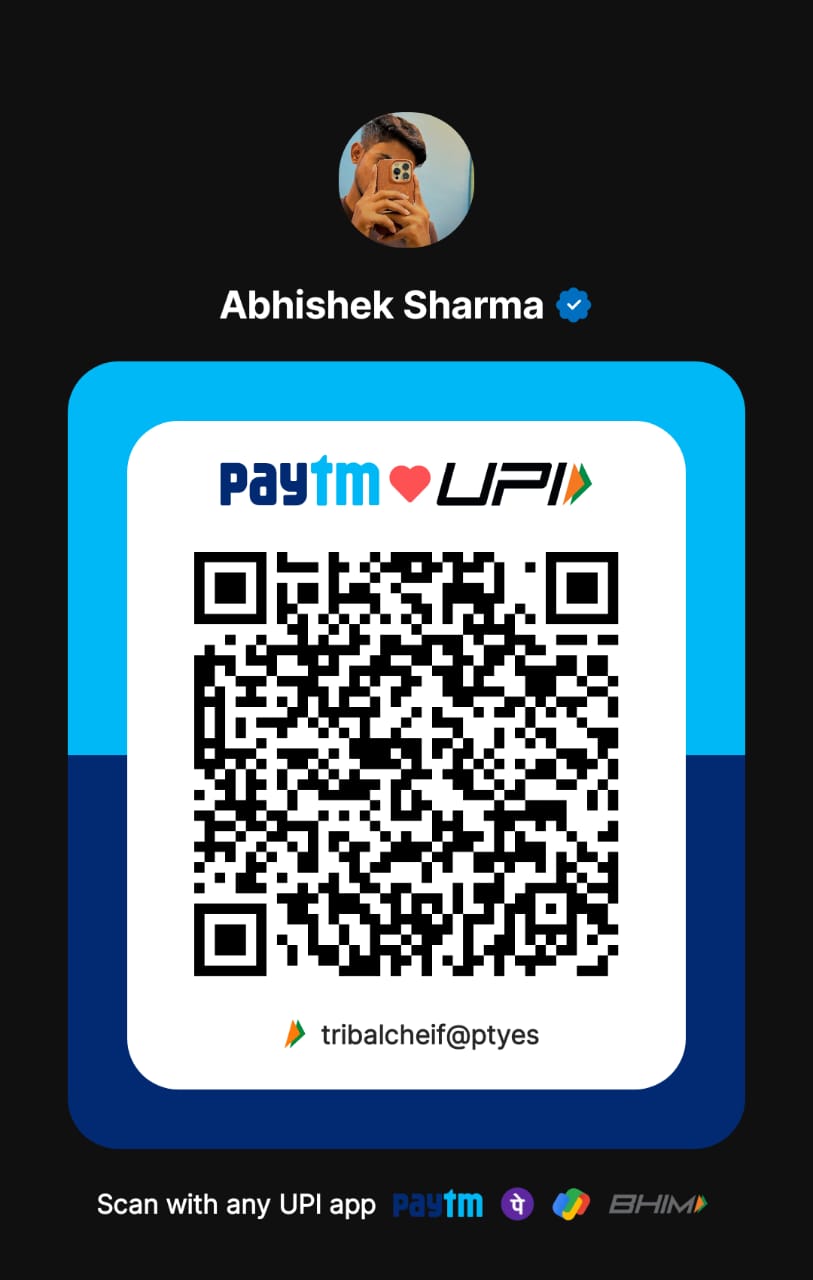 Abhishek Sharma
paytm UPI
tribalcheif@ptyes
Scan with any UPI app paytm पे BHIM